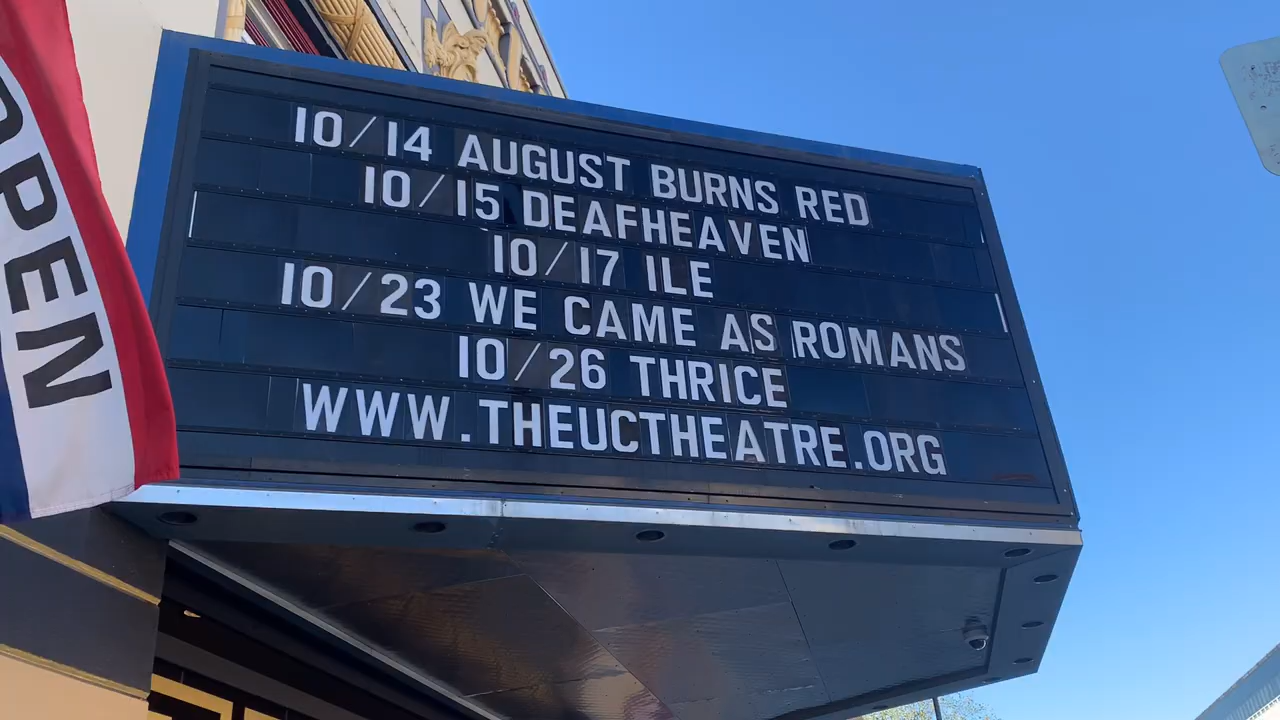 OPEN
10/14 AUGUST BURNS RED
10/15 DEAFHEAVEN
10/17 ILE
10/23 WE CAME AS ROMANS
10/26 THRICE
WWW.THEUCTHEATRE.ORG